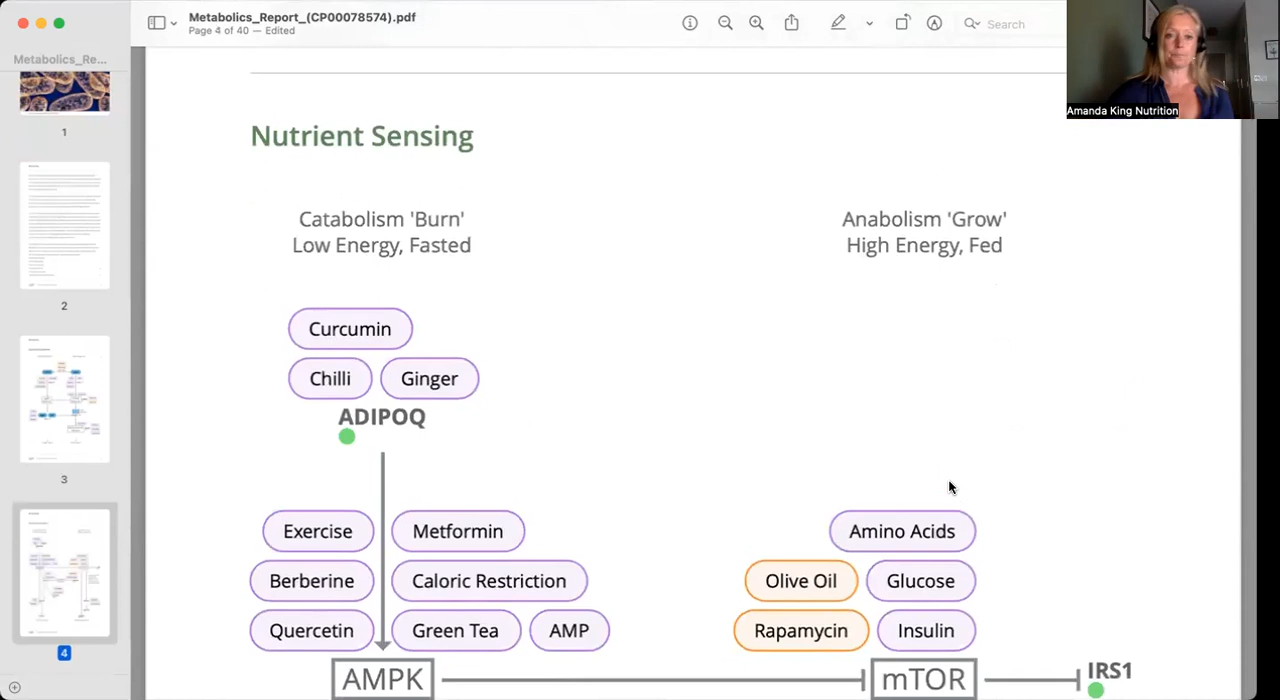 Metabolics_Report_(CP00078574).pdf
Page 4 of 40 — Edited
Search
Metabolics_Re...
1
2
3
4
Amanda King Nutrition
Nutrient Sensing
Catabolism 'Burn'
Low Energy, Fasted
Anabolism 'Grow'
High Energy, Fed
Curcumin
Chilli Ginger
ADIPOQ
Exercise Metformin
Berberine Caloric Restriction
Quercetin Green Tea AMP
AMPK
Amino Acids
Olive Oil Glucose
Rapamycin Insulin
mTOR
IRS1